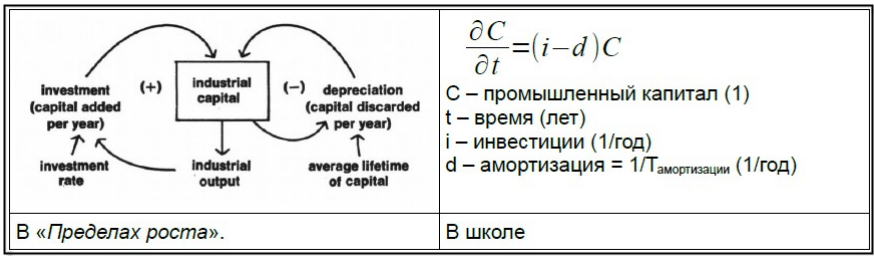 investment
(capital added
per year)
(+)
industrial
capital
(−)
depreciation
(capital discarded
per year)
investment
rate
industrial
output
average lifetime
of capital
∂C/∂t=(i−d)C
C – промышленный капитал (1)
t – время (лет)
i – инвестиции (1/год)
d – амортизация = 1/Tамортизации (1/год)
В «Пределах роста».
В школе